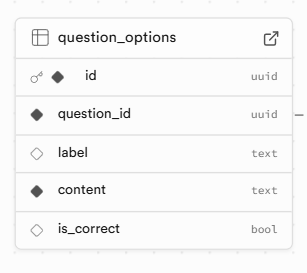 question_options
id uuid
question_id uuid
label text
content text
is_correct bool